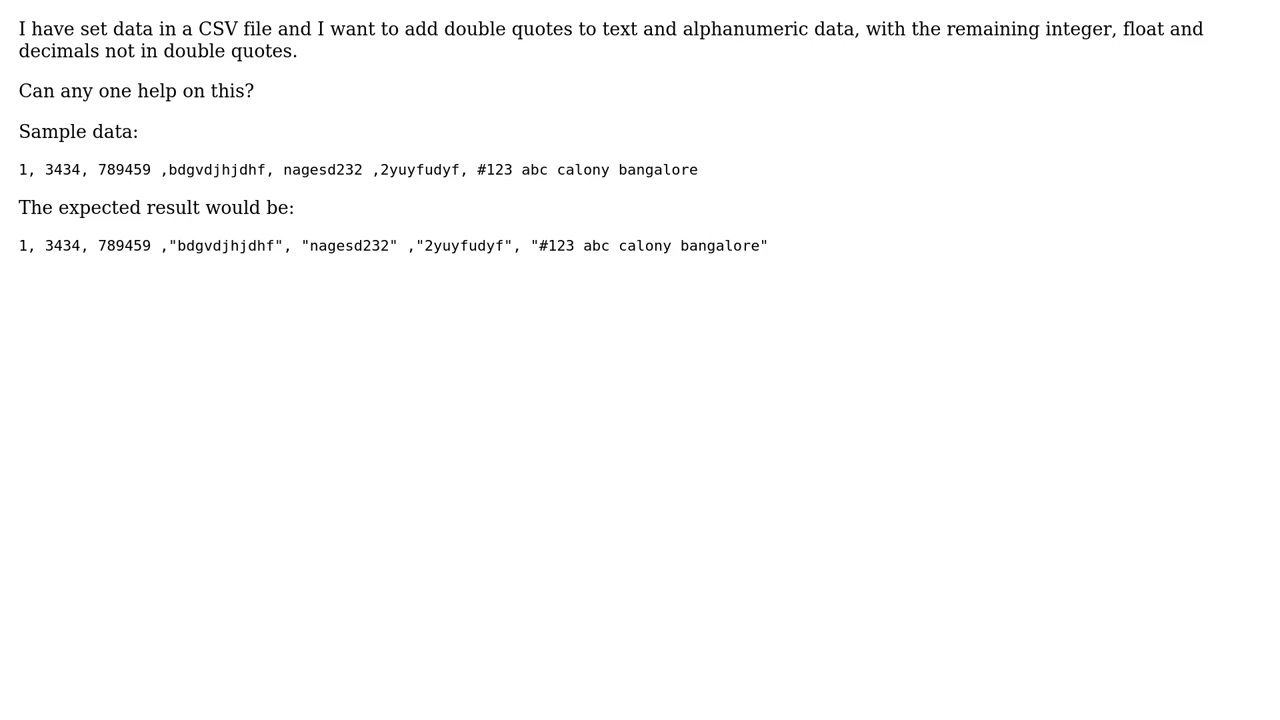 I have set data in a CSV file and I want to add double quotes to text and alphanumeric data, with the remaining integer, float and
decimals not in double quotes.
Can any one help on this?
Sample data:
1, 3434, 789459 ,bdgvdjhjdhf, nagesd232 ,2yuyfudyf, #123 abc calony bangalore
The expected result would be:
1, 3434, 789459 ,"bdgvdjhjdhf", "nagesd232" ,"2yuyfudyf", "#123 abc calony bangalore"